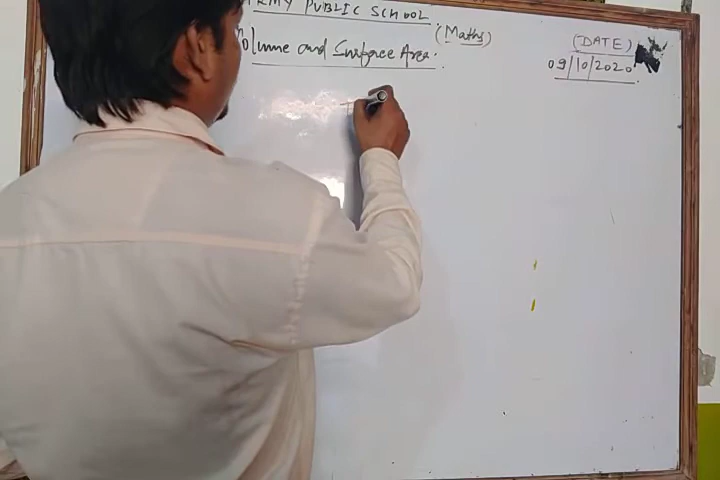 ARMY PUBLIC SCHOOL.
(Maths)
Volume and Surface Area.
(DATE)
09/10/2020